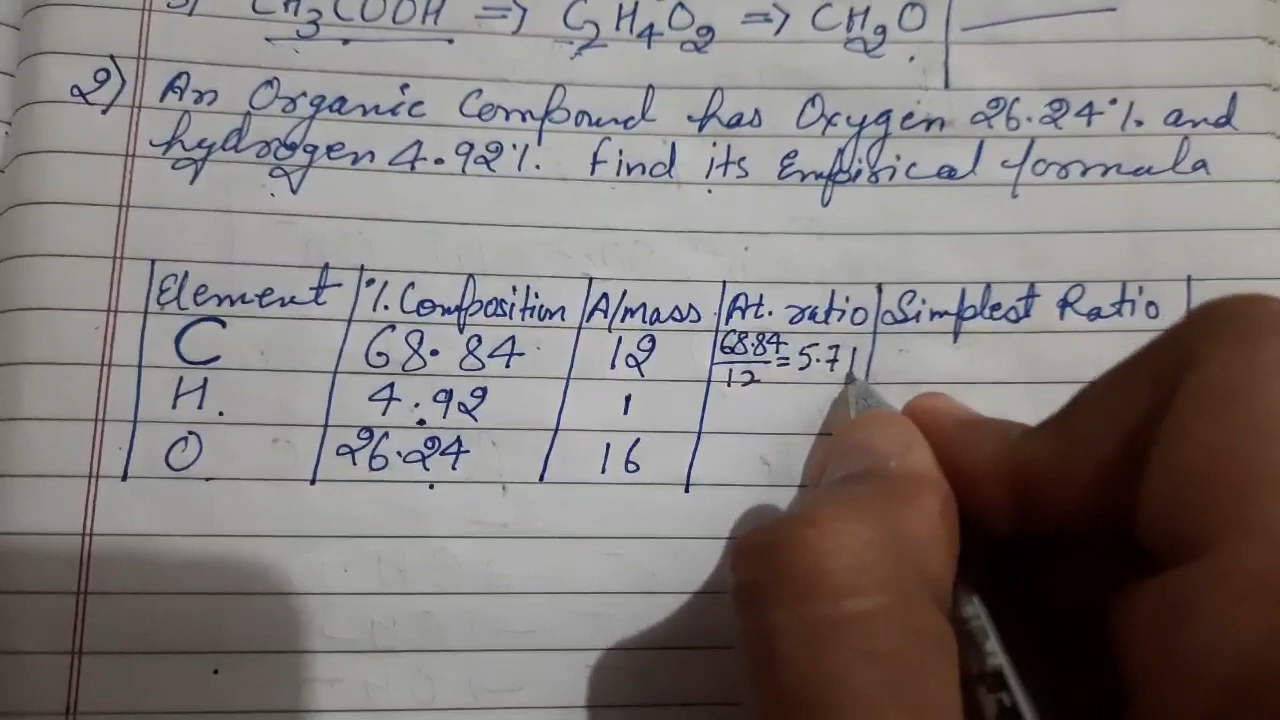 3) CH3COOH => C2H4O2 => CH2O
2) An Organic Compound has Oxygen 26.24% and
hydrogen 4.92%. find its Empirical formula
Element %.Composition A/mass At. ratio Simplest Ratio
C 68.84 12 68.84/12 = 5.71
H. 4.92 1
O 26.24 16